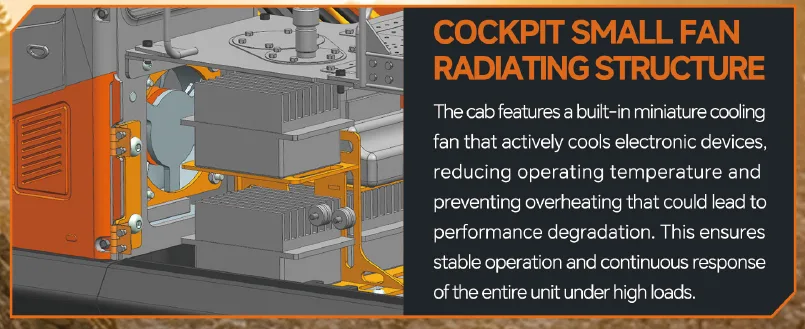 COCKPIT SMALL FAN
RADIATING STRUCTURE
The cab features a built-in miniature cooling
fan that actively cools electronic devices,
reducing operating temperature and
preventing overheating that could lead to
performance degradation. This ensures
stable operation and continuous response
of the entire unit under high loads.